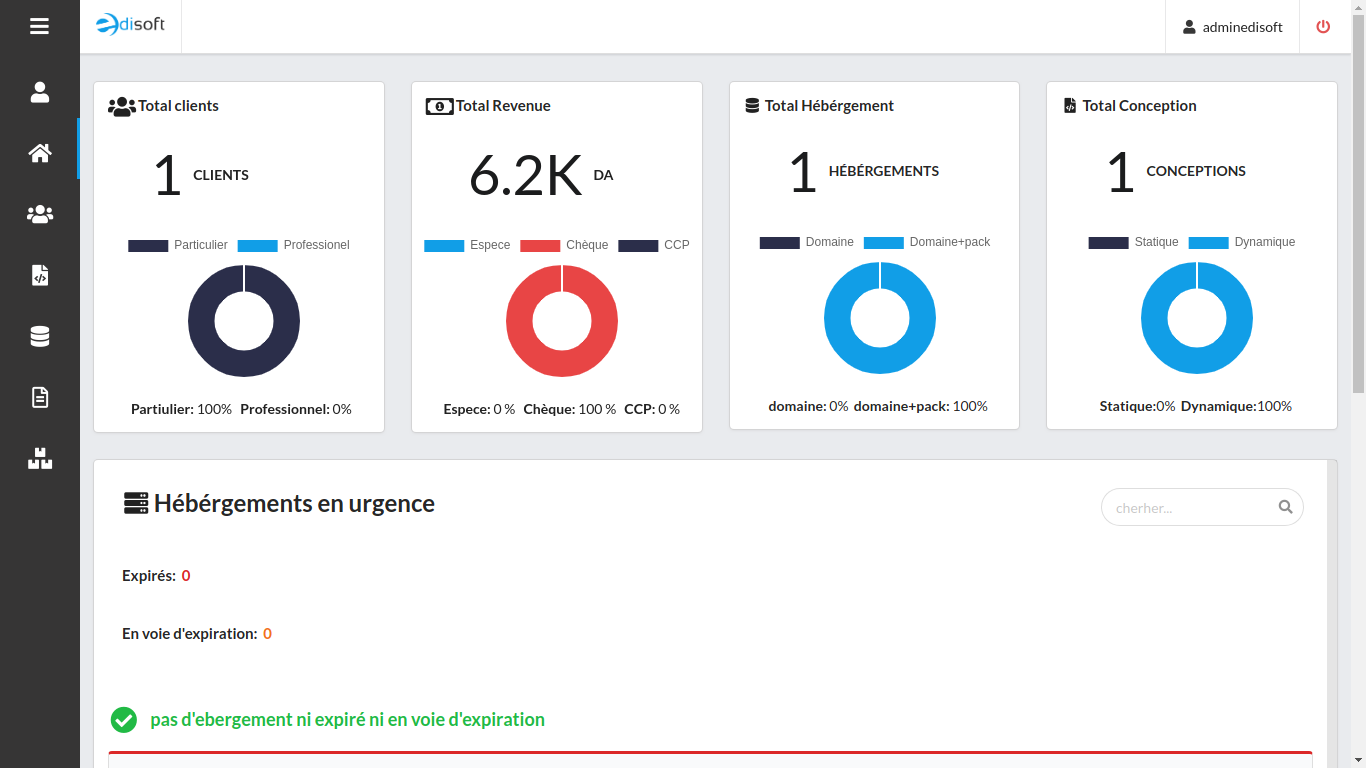 edisoft
adminedisoft
Total clients
1 CLIENTS
Particulier Professionel
Partiulier: 100% Professionnel: 0%
Total Revenue
6.2K DA
Espece Chèque CCP
Espece: 0 % Chèque: 100 % CCP: 0 %
Total Hébérgement
1 HÉBÉRGEMENTS
Domaine Domaine+pack
domaine: 0% domaine+pack: 100%
Total Conception
1 CONCEPTIONS
Statique Dynamique
Statique:0% Dynamique:100%
Hébérgements en urgence
cherher...
Expirés: 0
En voie d'expiration: 0
pas d'ebergement ni expiré ni en voie d'expiration